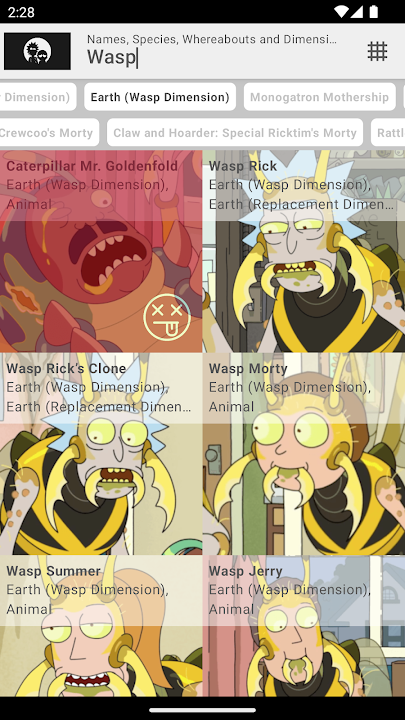 2:28
Names, Species, Whereabouts and Dimensi...
Wasp
Dimension)
Earth (Wasp Dimension)
Monogatron Mothership
Crewcoo's Morty
Claw and Hoarder: Special Ricktim's Morty
Rattl
Caterpillar Mr. Goldenfold
Earth (Wasp Dimension),
Animal
Wasp Rick
Earth (Wasp Dimension),
Earth (Replacement Dimen...
Wasp Rick's Clone
Earth (Wasp Dimension),
Earth (Replacement Dimen...
Wasp Morty
Earth (Wasp Dimension),
Animal
Wasp Summer
Earth (Wasp Dimension),
Animal
Wasp Jerry
Earth (Wasp Dimension),
Animal